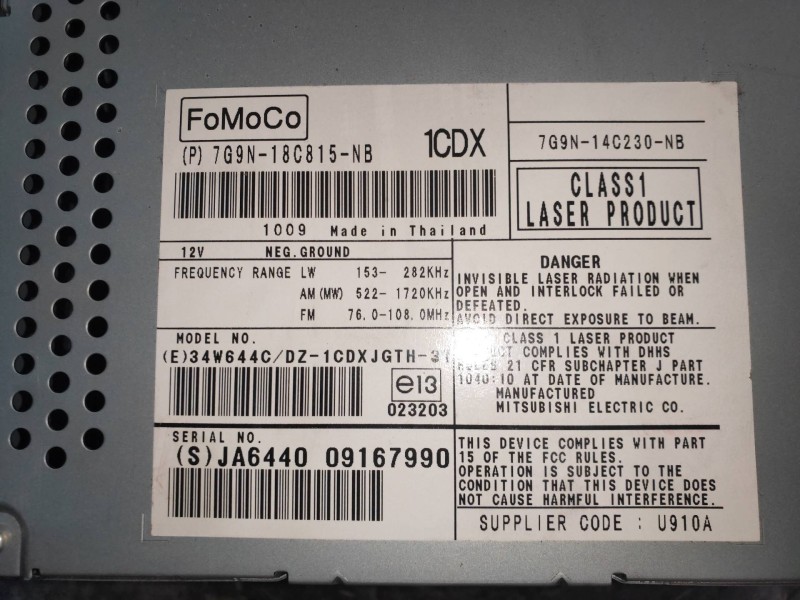 FoMoCo
(P) 7G9N-18C815-NB
1CDX
1009 Made in Thailand
7G9N-14C230-NB
CLASS1
LASER PRODUCT
12V NEG.GROUND
FREQUENCY RANGE LW 153- 282KHz
AM(MW) 522- 1720KHz
FM 76.0-108.0MHz
DANGER
INVISIBLE LASER RADIATION WHEN
OPEN AND INTERLOCK FAILED OR
DEFEATED.
AVOID DIRECT EXPOSURE TO BEAM.
MODEL NO.
(E)34W644C/DZ-1CDXJGTH-
e13
023203
CLASS 1 LASER PRODUCT
COMPLIES WITH DHHS
21 CFR SUBCHAPTER J PART
1040:10 AT DATE OF MANUFACTURE.
MANUFACTURED
MITSUBISHI ELECTRIC CO.
SERIAL NO.
(S)JA6440 09167990
THIS DEVICE COMPLIES WITH PART
15 OF THE FCC RULES.
OPERATION IS SUBJECT TO THE
CONDITION THAT THIS DEVICE DOES
NOT CAUSE HARMFUL INTERFERENCE.
SUPPLIER CODE : U910A